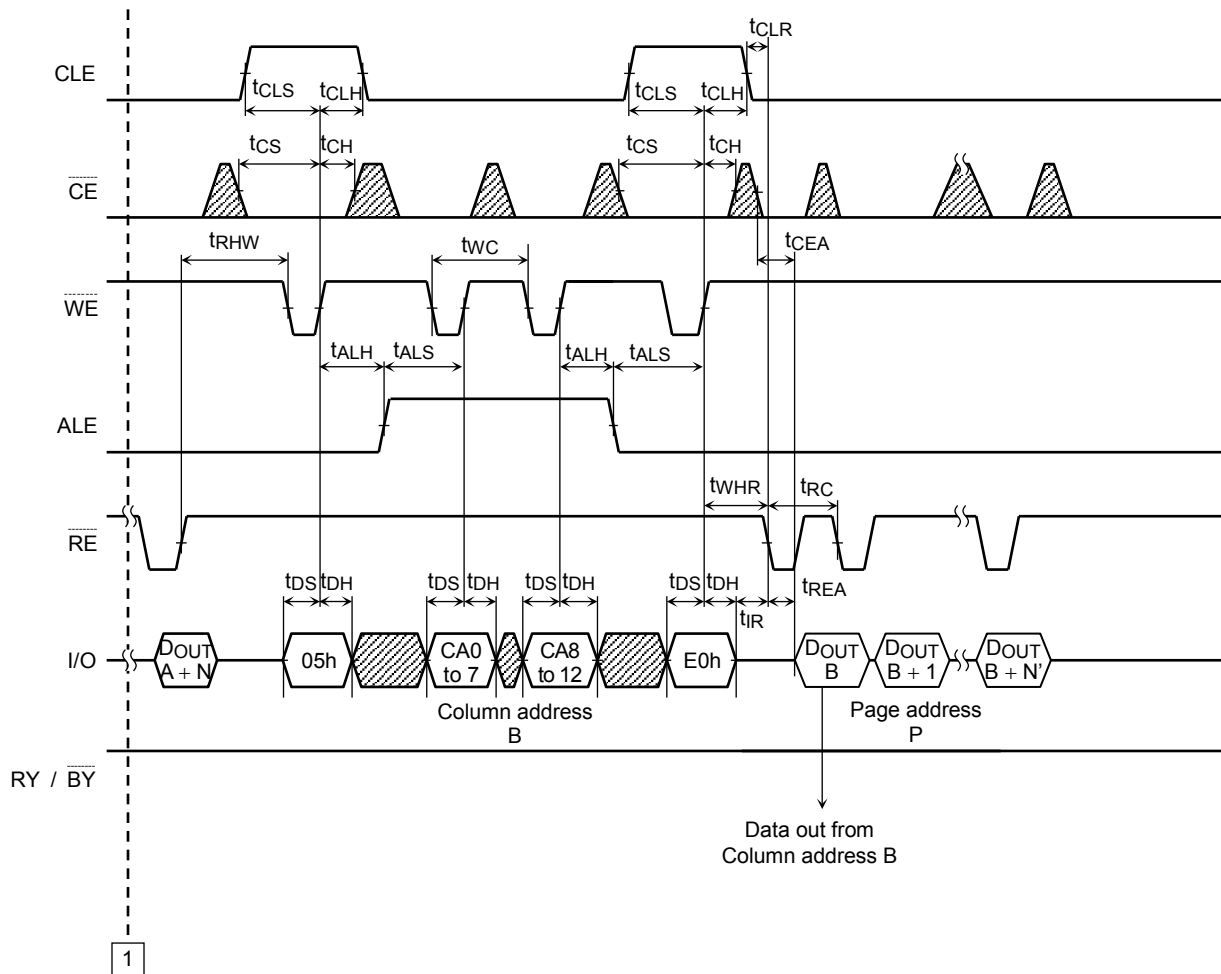 tCLR
CLE
tCLS tCLH tCLS tCLH
tCS tCH tCS tCH
CE
tCEA
tRHW tWC
WE
tALH tALS tALH tALS
ALE
tWHR tRC
RE
tDS tDH tDS tDH tDS tDH tDS tDH tREA
tIR
I/O DOUT A + N 05h CA0 to 7 CA8 to 12 E0h DOUT B DOUT B + 1 DOUT B + N’
Column address B
Page address P
RY / BY
Data out from
Column address B
1